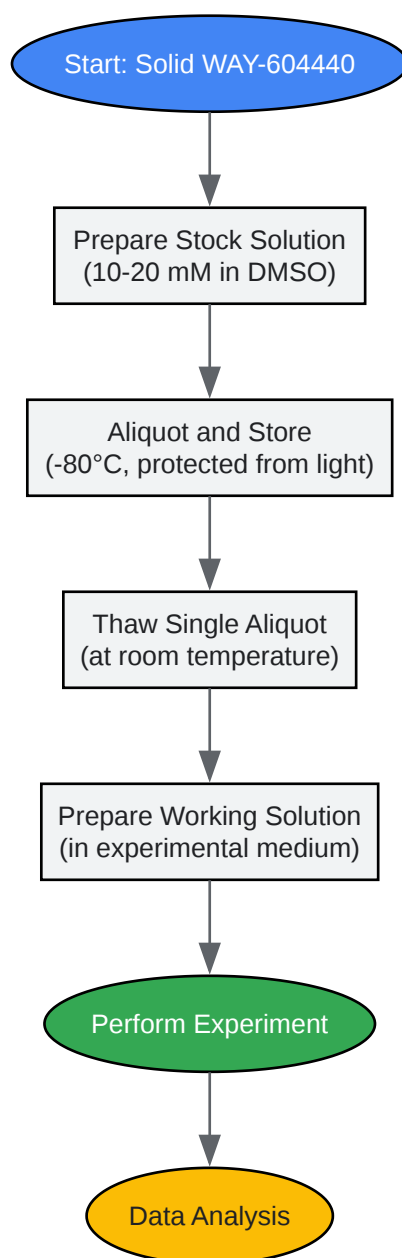 Start: Solid WAY-604440
Prepare Stock Solution
(10-20 mM in DMSO)
Aliquot and Store
(-80°C, protected from light)
Thaw Single Aliquot
(at room temperature)
Prepare Working Solution
(in experimental medium)
Perform Experiment
Data Analysis